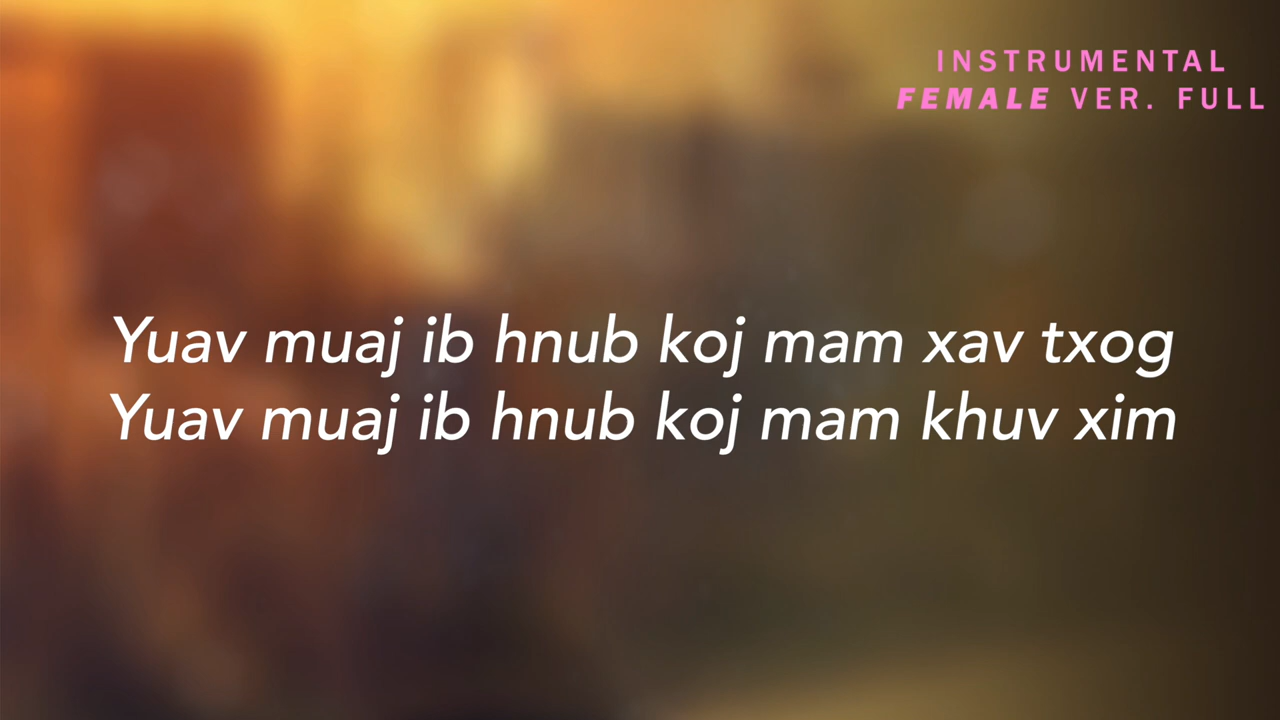 INSTRUMENTAL
FEMALE VER. FULL
Yuav muaj ib hnub koj mam xav txog
Yuav muaj ib hnub koj mam khuv xim